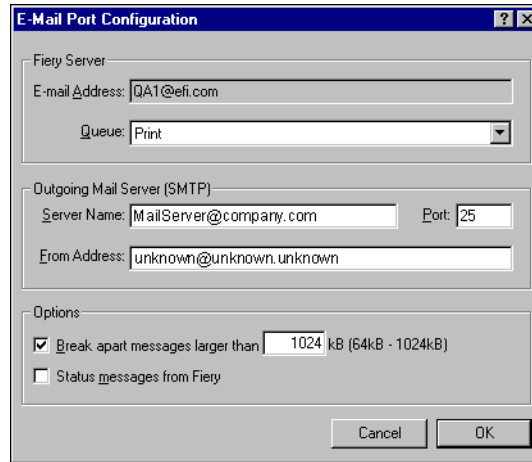 E-Mail Port Configuration
Fiery Server
E-mail Address: QA1@efi.com
Queue: Print
Outgoing Mail Server (SMTP)
Server Name: MailServer@company.com Port: 25
From Address: unknown@unknown.unknown
Options
Break apart messages larger than 1024 kB (64kB - 1024kB)
Status messages from Fiery
Cancel OK